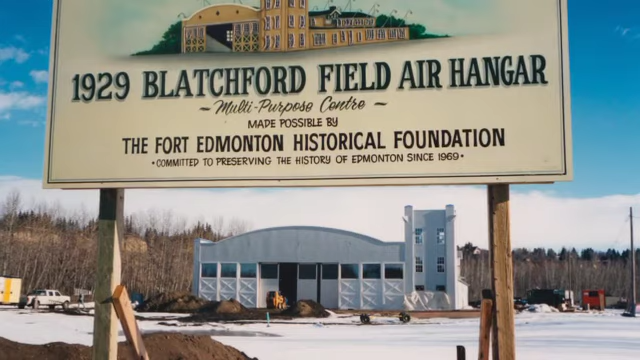 1929 BLATCHFORD FIELD AIR HANGAR
~ Multi-Purpose Centre ~
MADE POSSIBLE BY
THE FORT EDMONTON HISTORICAL FOUNDATION
• COMMITTED TO PRESERVING THE HISTORY OF EDMONTON SINCE 1969 •